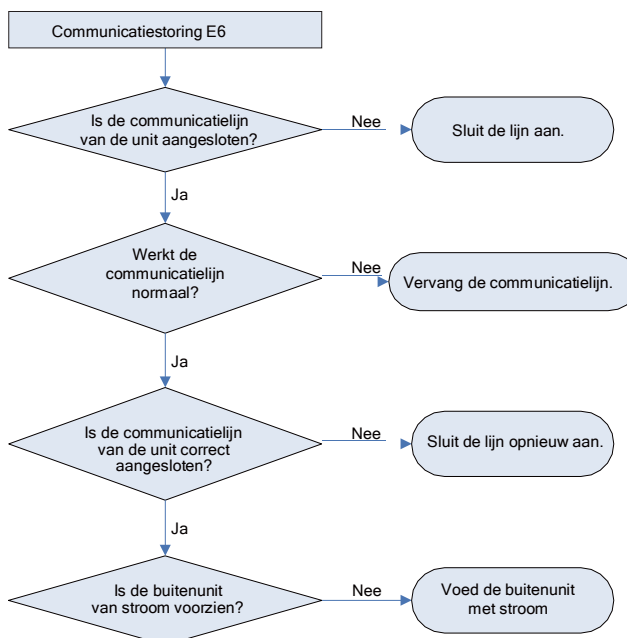 Communicatiestoring E6
Is de communicatielijn
van de unit aangesloten?
Nee
Sluit de lijn aan.
Ja
Werkt de
communicatielijn
normaal?
Nee
Vervang de communicatielijn.
Ja
Is de communicatielijn
van de unit correct
aangesloten?
Nee
Sluit de lijn opnieuw aan.
Ja
Is de buitenunit
van stroom voorzien?
Nee
Voed de buitenunit
met stroom